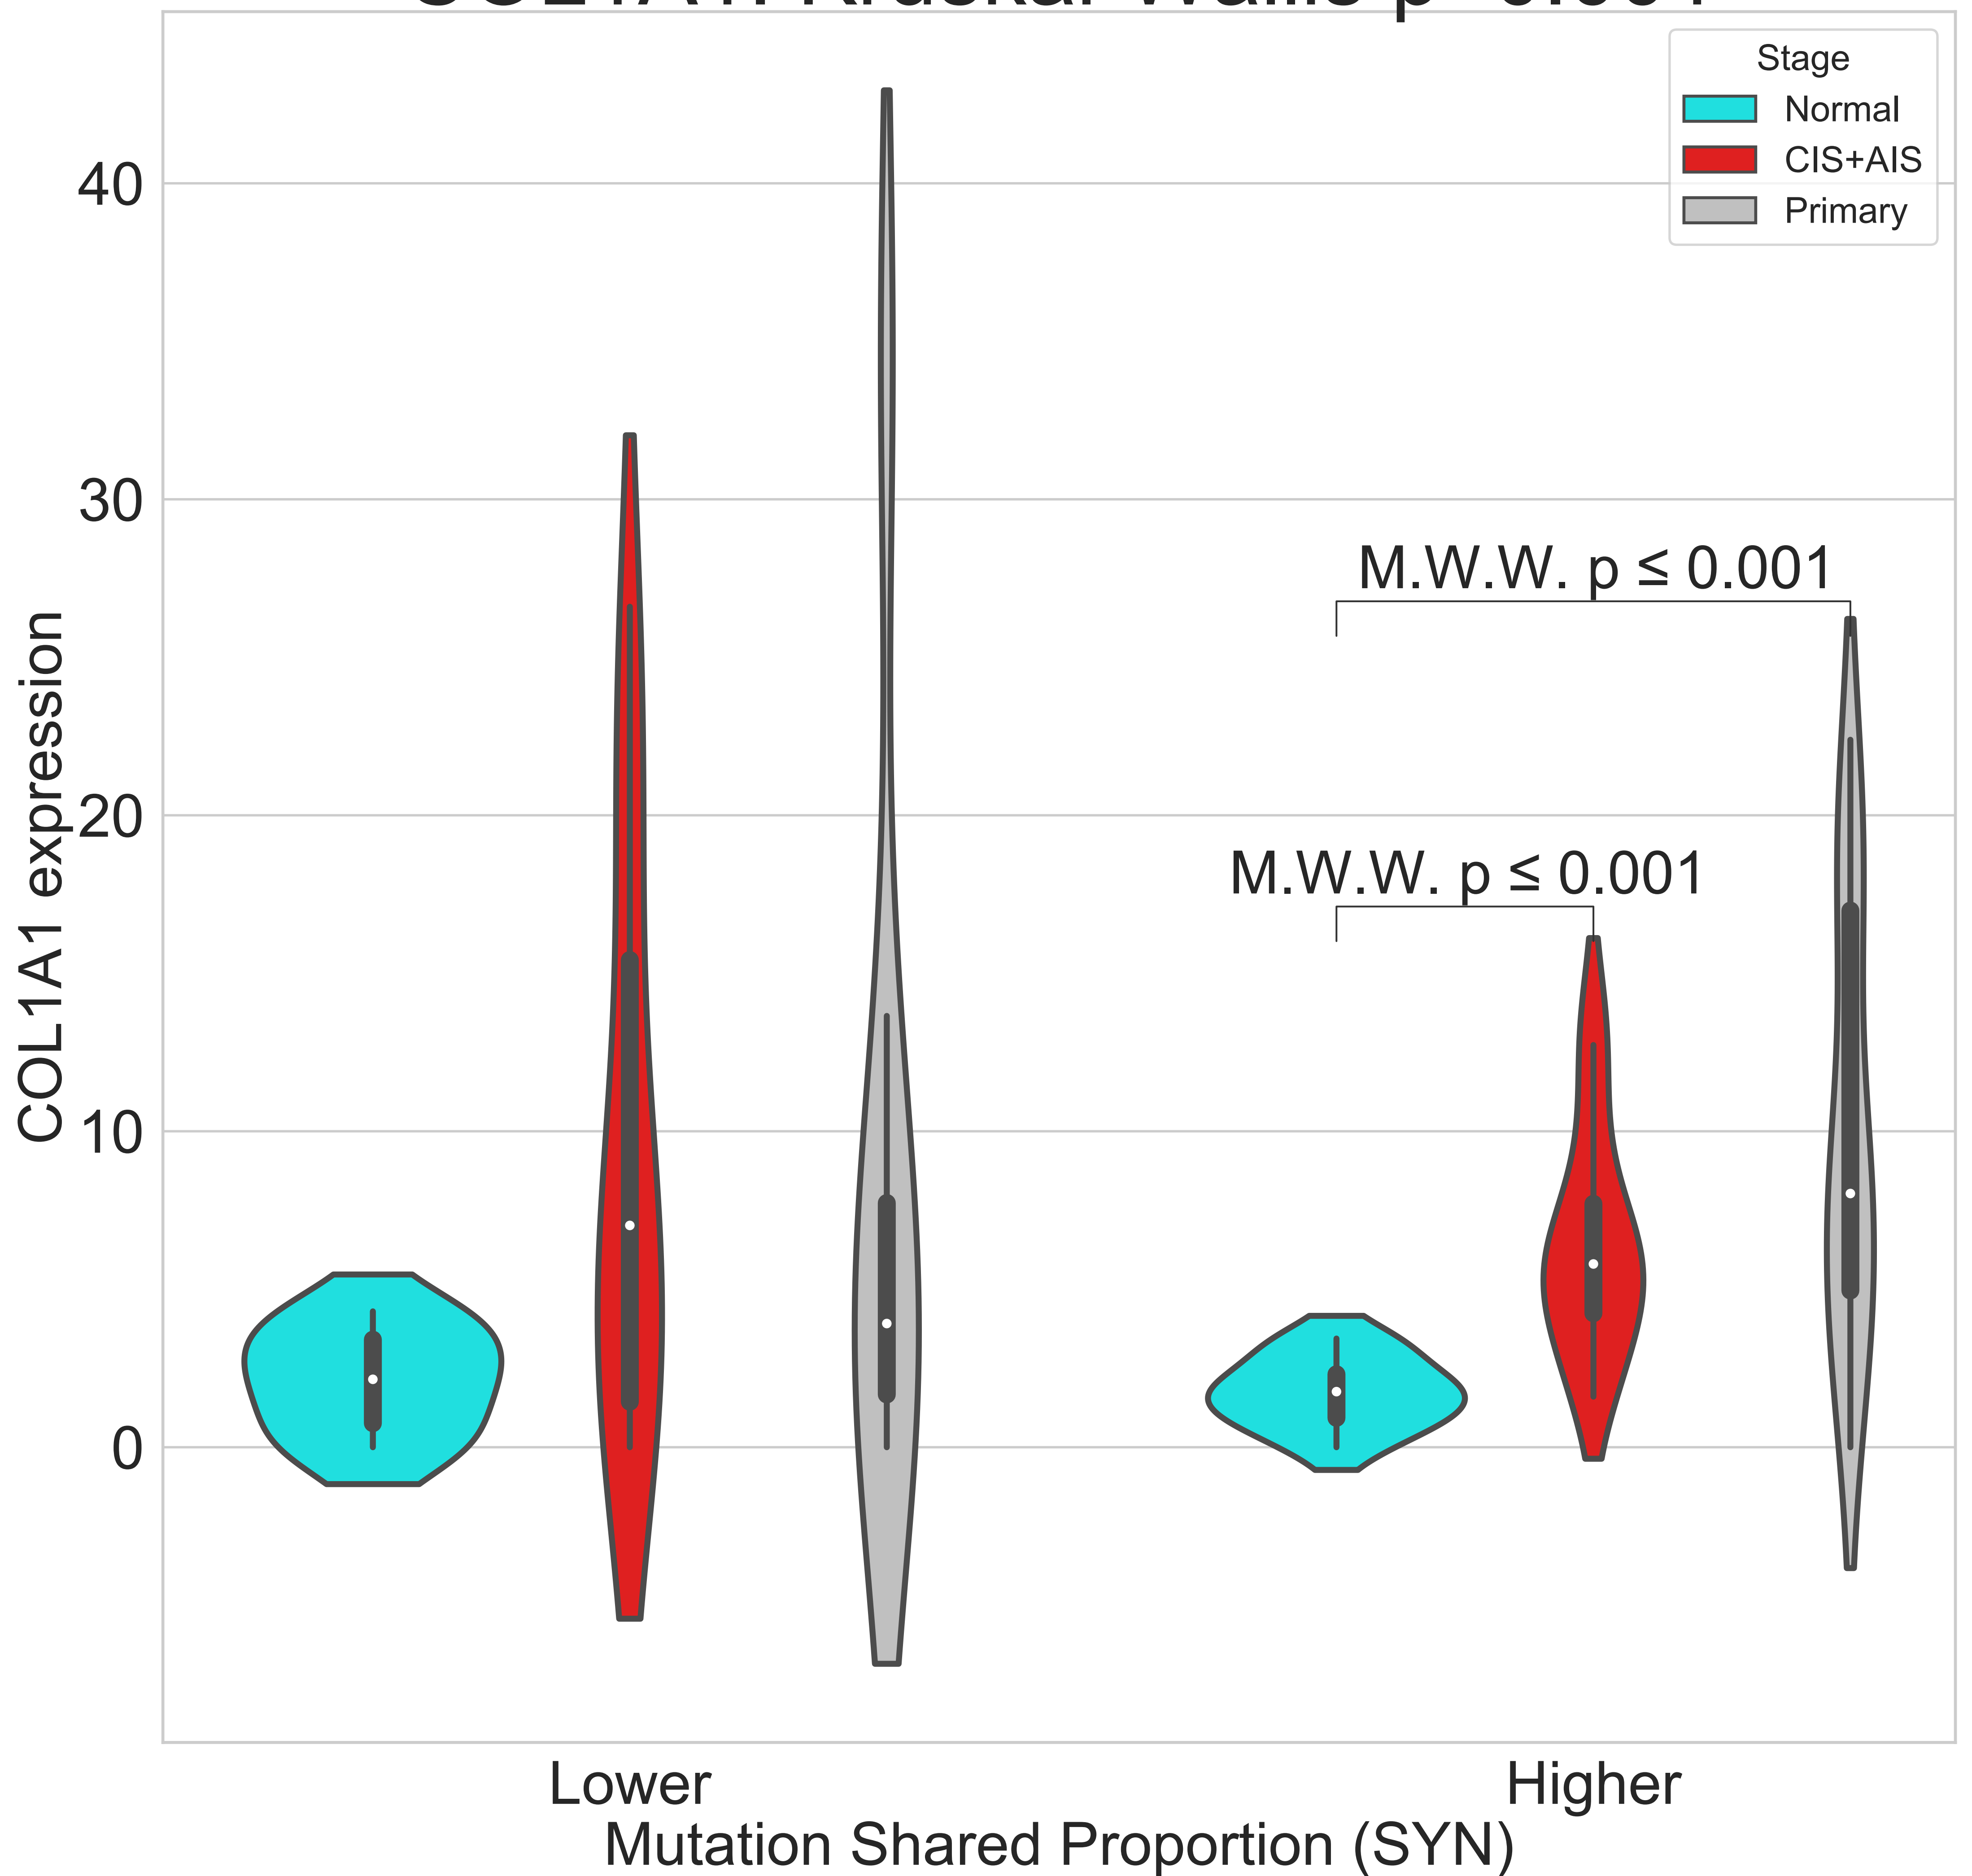 Stage
Normal
CIS+AIS
Primary
40
30
20
10
0
COL1A1 expression
M.W.W. p ≤ 0.001
M.W.W. p ≤ 0.001
Lower
Higher
Mutation Shared Proportion (SYN)